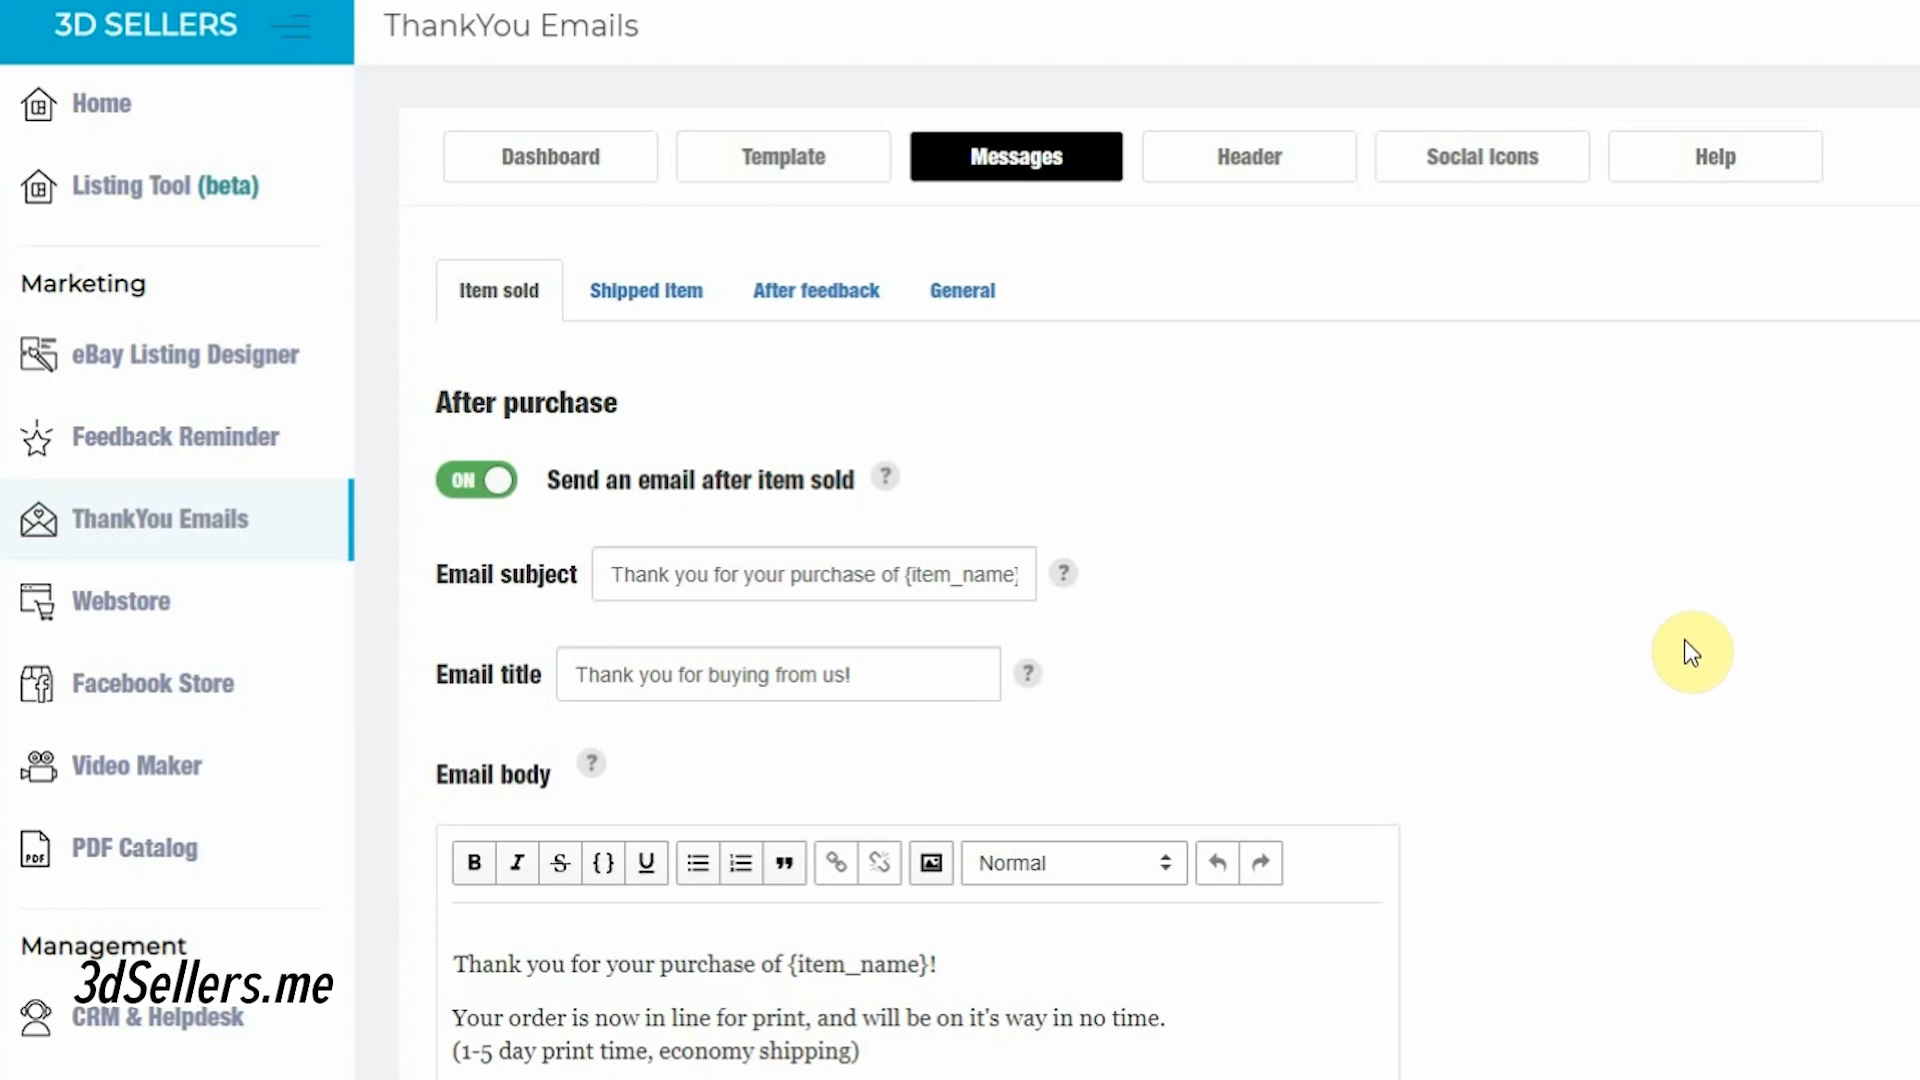 3D SELLERS
ThankYou Emails
Home
Listing Tool (beta)
Marketing
eBay Listing Designer
Feedback Reminder
ThankYou Emails
Webstore
Facebook Store
Video Maker
PDF
PDF Catalog
Management
3dSellers.me
CRM & Helpdesk
Dashboard Template Messages Header Social Icons Help
Item sold Shipped Item After feedback General
After purchase
ON Send an email after item sold ?
Email subject Thank you for your purchase of {item_name} ?
Email title Thank you for buying from us! ?
Email body ?
B I S {} U Normal
Thank you for your purchase of {item_name}!
Your order is now in line for print, and will be on it's way in no time.
(1-5 day print time, economy shipping)